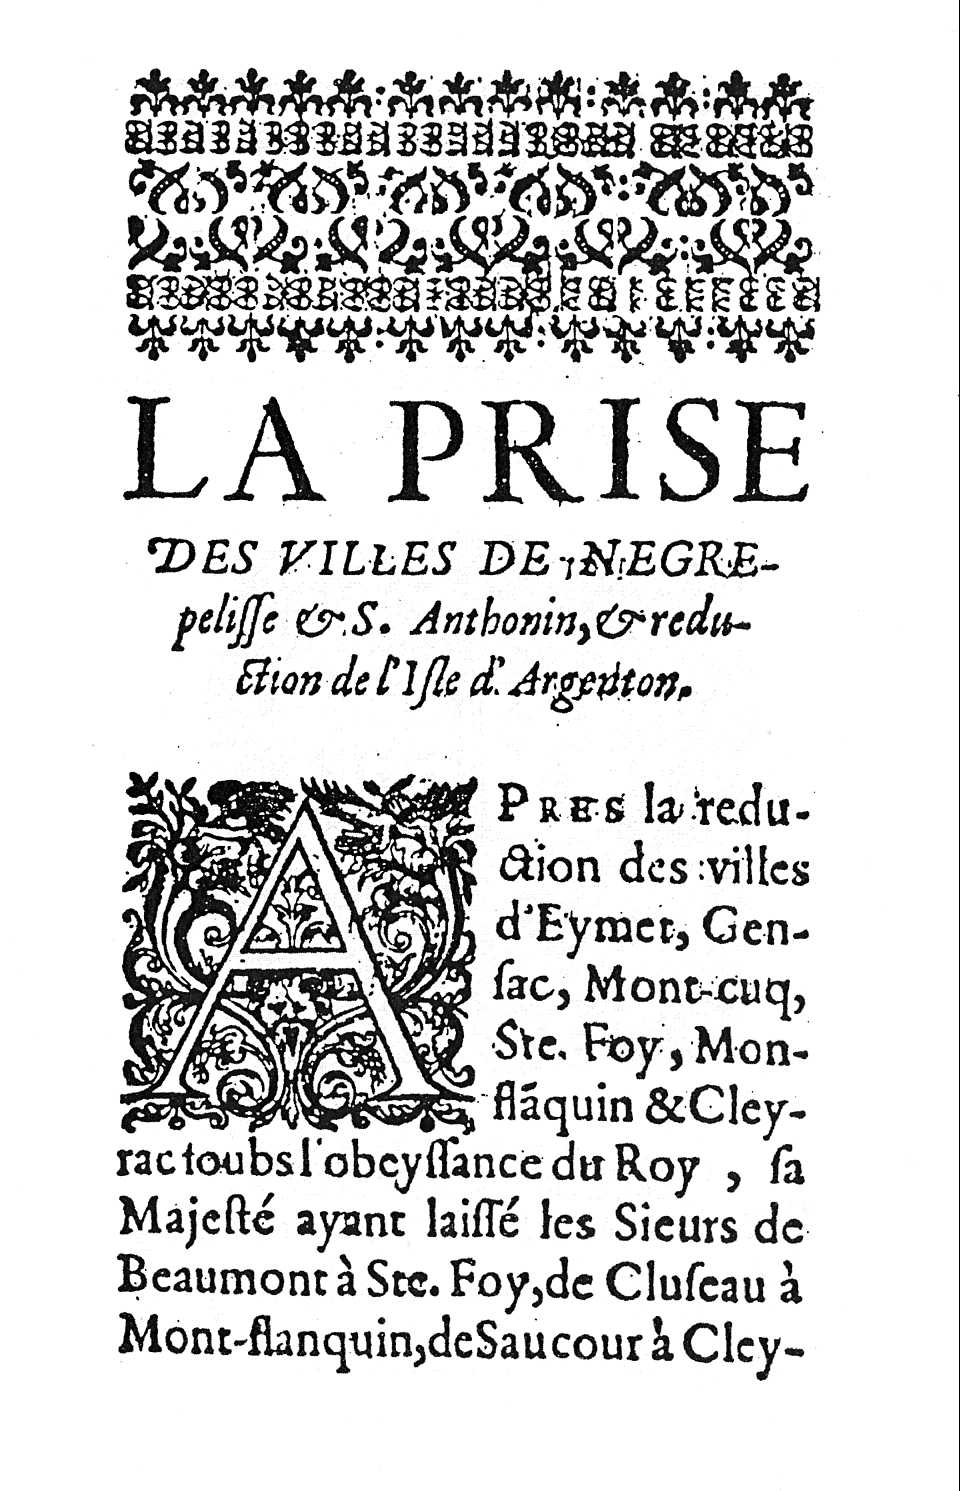 LA PRISE
DES VILLES DE NEGRE-
peliſſe & S. Anthonin, & redu-
ction de l'Iſle d'Argenton.
APRES la redu-
ction des villes
d'Eymet, Gen-
ſac, Mont-cuq,
Ste. Foy, Mon-
flãquin & Cley-
rac ſoubs l'obeyſſance du Roy , ſa
Majeſté ayant laiſſé les Sieurs de
Beaumont à Ste. Foy, de Cluſeau à
Mont-flanquin, de Saucour à Cley-